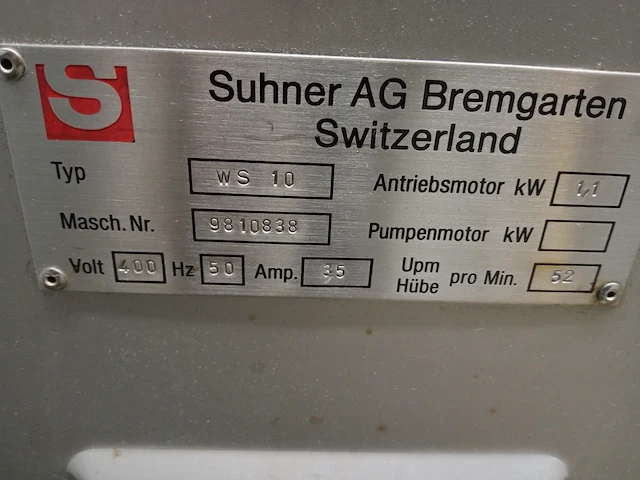 S
Suhner AG Bremgarten
Switzerland
Typ WS 10 Antriebsmotor kW 1,1
Masch. Nr. 9810838 Pumpenmotor kW
Volt 400 Hz 50 Amp. 3,5 Upm Hübe pro Min. 52